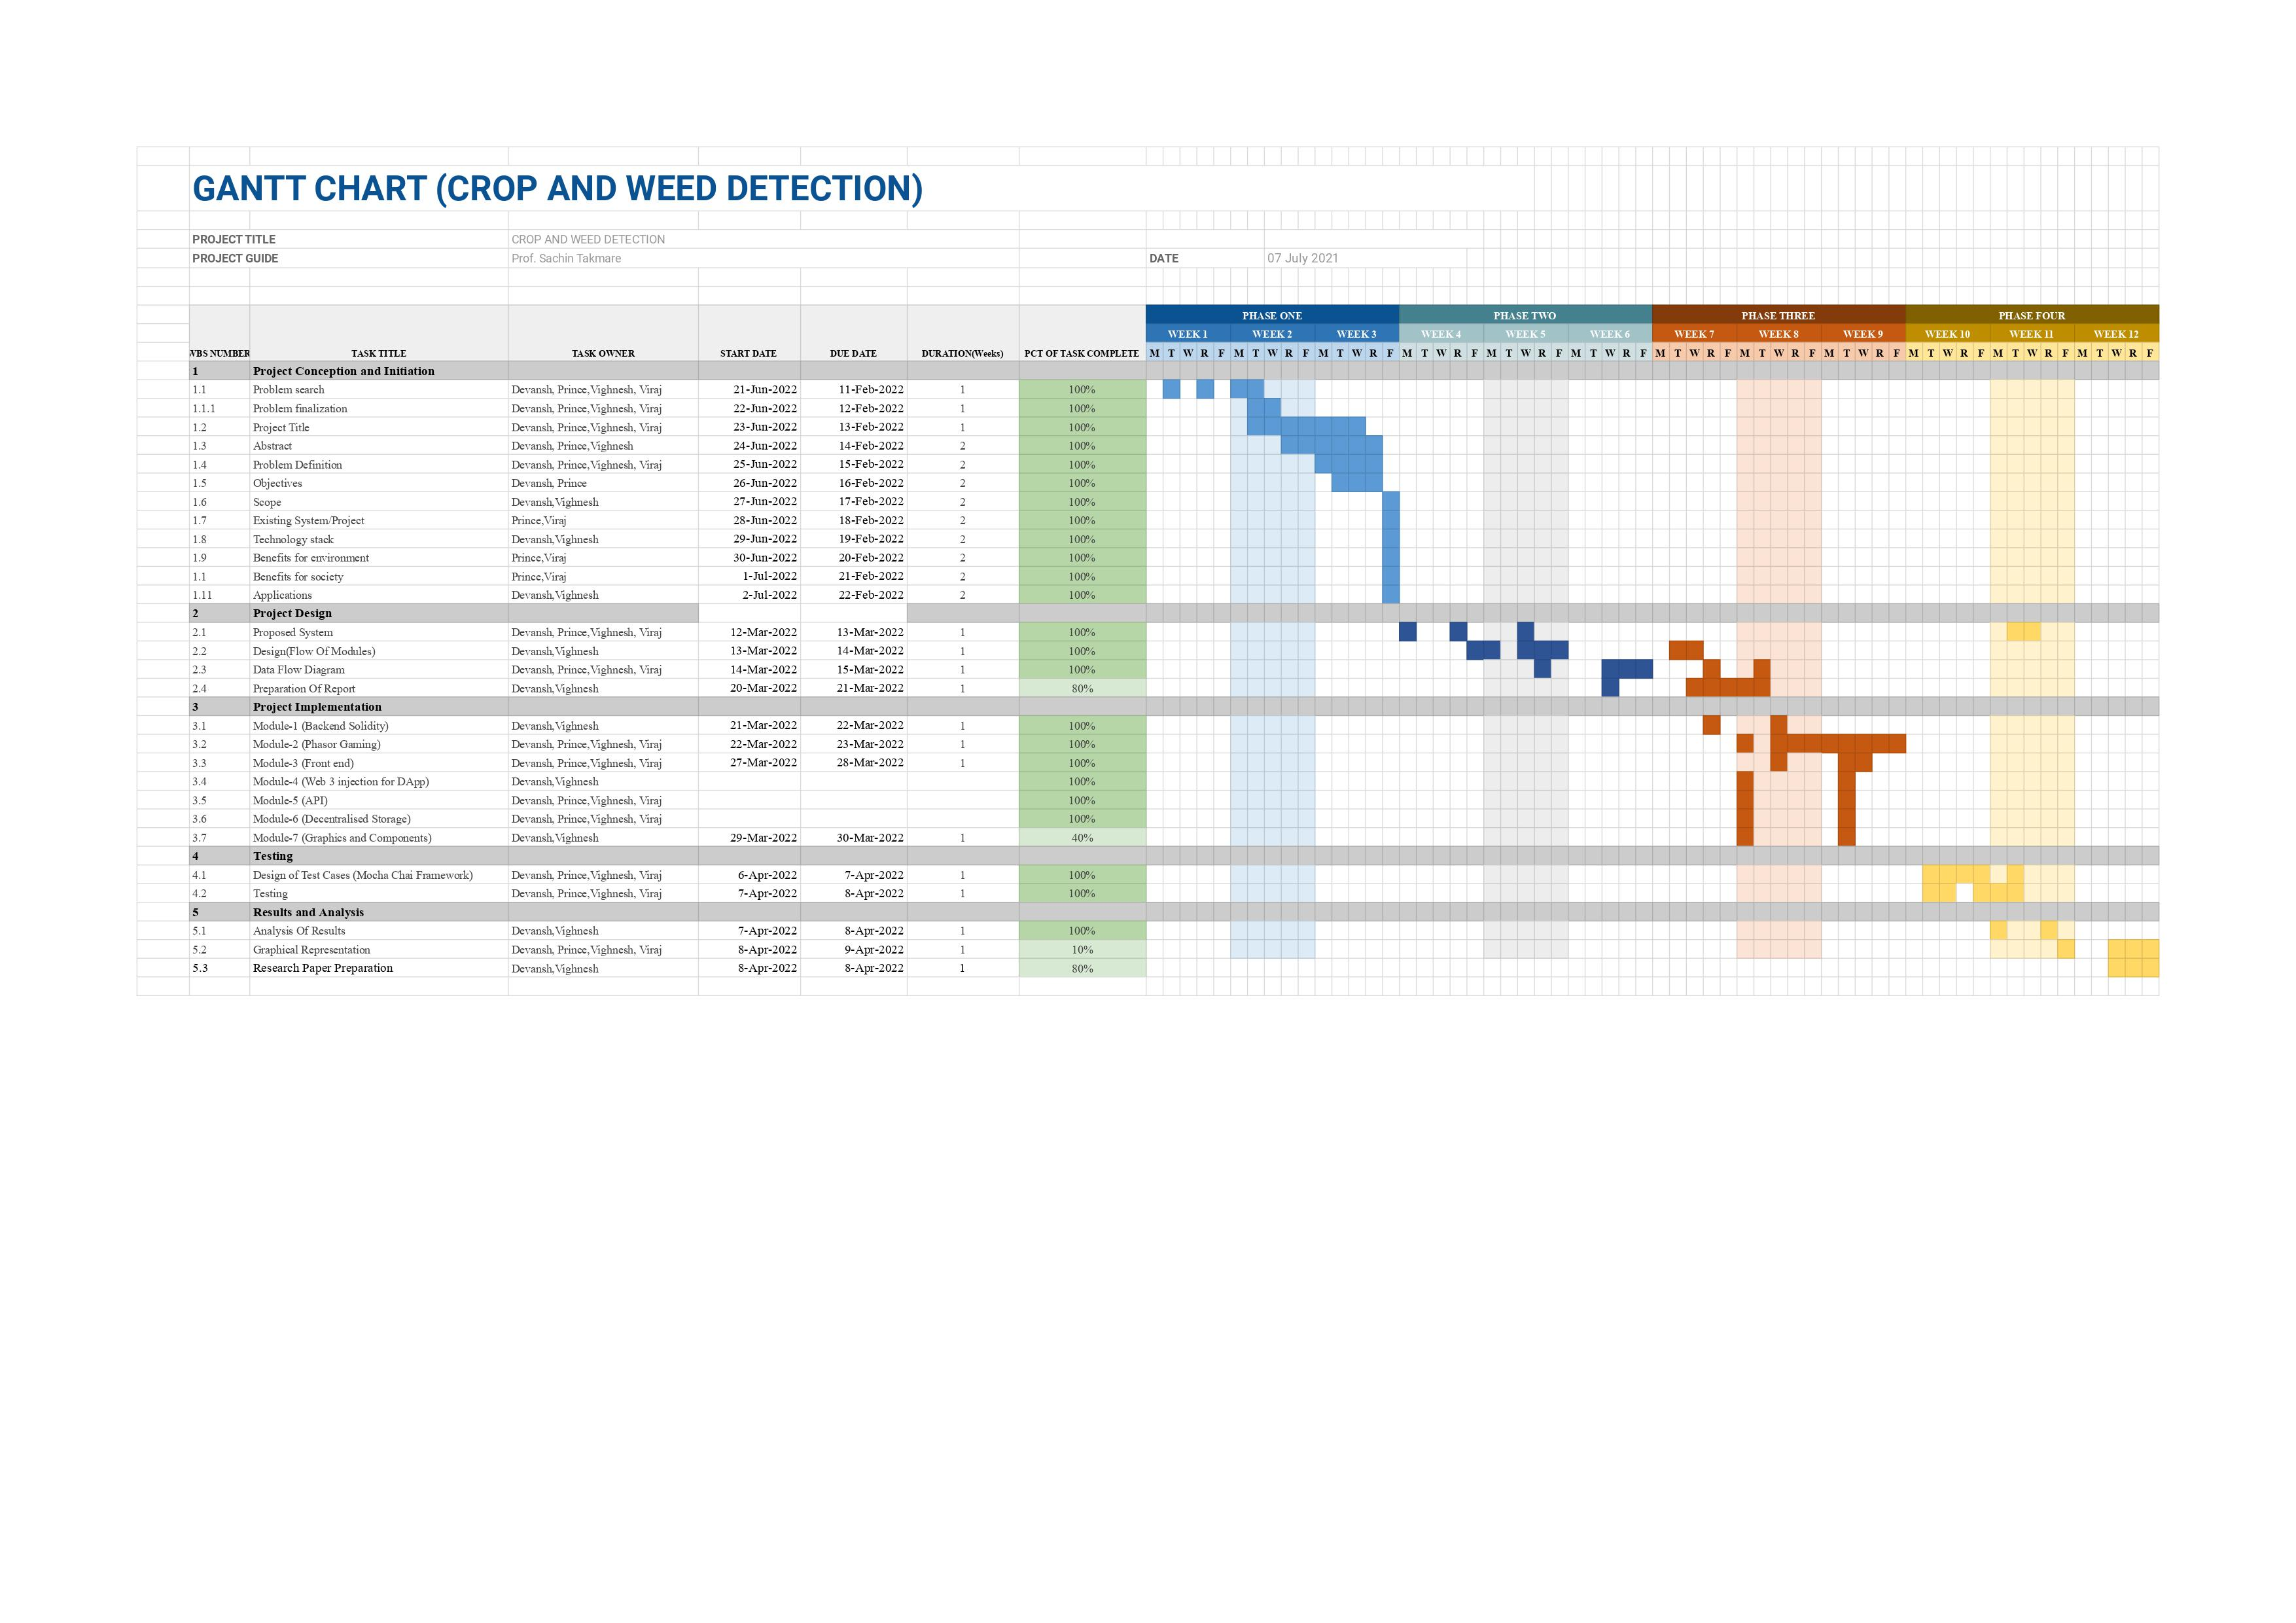 GANTT CHART (CROP AND WEED DETECTION)
PROJECT TITLE CROP AND WEED DETECTION
PROJECT GUIDE Prof. Sachin Takmare DATE 07 July 2021
PHASE ONE PHASE TWO PHASE THREE PHASE FOUR
WEEK 1 WEEK 2 WEEK 3 WEEK 4 WEEK 5 WEEK 6 WEEK 7 WEEK 8 WEEK 9 WEEK 10 WEEK 11 WEEK 12
WBS NUMBER TASK TITLE TASK OWNER START DATE DUE DATE DURATION(Weeks) PCT OF TASK COMPLETE M T W R F M T W R F M T W R F M T W R F M T W R F M T W R F M T W R F M T W R F M T W R F M T W R F M T W R F M T W R F
1 Project Conception and Initiation
1.1 Problem search Devansh, Prince,Vighnesh, Viraj 21-Jun-2022 11-Feb-2022 1 100%
1.1.1 Problem finalization Devansh, Prince,Vighnesh, Viraj 22-Jun-2022 12-Feb-2022 1 100%
1.2 Project Title Devansh, Prince,Vighnesh, Viraj 23-Jun-2022 13-Feb-2022 1 100%
1.3 Abstract Devansh, Prince,Vighnesh 24-Jun-2022 14-Feb-2022 2 100%
1.4 Problem Definition Devansh, Prince,Vighnesh, Viraj 25-Jun-2022 15-Feb-2022 2 100%
1.5 Objectives Devansh, Prince 26-Jun-2022 16-Feb-2022 2 100%
1.6 Scope Devansh,Vighnesh 27-Jun-2022 17-Feb-2022 2 100%
1.7 Existing System/Project Prince,Viraj 28-Jun-2022 18-Feb-2022 2 100%
1.8 Technology stack Devansh,Vighnesh 29-Jun-2022 19-Feb-2022 2 100%
1.9 Benefits for environment Prince,Viraj 30-Jun-2022 20-Feb-2022 2 100%
1.1 Benefits for society Prince,Viraj 1-Jul-2022 21-Feb-2022 2 100%
1.11 Applications Devansh,Vighnesh 2-Jul-2022 22-Feb-2022 2 100%
2 Project Design
2.1 Proposed System Devansh, Prince,Vighnesh, Viraj 12-Mar-2022 13-Mar-2022 1 100%
2.2 Design(Flow Of Modules) Devansh,Vighnesh 13-Mar-2022 14-Mar-2022 1 100%
2.3 Data Flow Diagram Devansh, Prince,Vighnesh, Viraj 14-Mar-2022 15-Mar-2022 1 100%
2.4 Preparation Of Report Devansh,Vighnesh 20-Mar-2022 21-Mar-2022 1 80%
3 Project Implementation
3.1 Module-1 (Backend Solidity) Devansh,Vighnesh 21-Mar-2022 22-Mar-2022 1 100%
3.2 Module-2 (Phasor Gaming) Devansh, Prince,Vighnesh, Viraj 22-Mar-2022 23-Mar-2022 1 100%
3.3 Module-3 (Front end) Devansh, Prince,Vighnesh, Viraj 27-Mar-2022 28-Mar-2022 1 100%
3.4 Module-4 (Web 3 injection for DApp) Devansh,Vighnesh 100%
3.5 Module-5 (API) Devansh, Prince,Vighnesh, Viraj 100%
3.6 Module-6 (Decentralised Storage) Devansh, Prince,Vighnesh, Viraj 100%
3.7 Module-7 (Graphics and Components) Devansh,Vighnesh 29-Mar-2022 30-Mar-2022 1 40%
4 Testing
4.1 Design of Test Cases (Mocha Chai Framework) Devansh, Prince,Vighnesh, Viraj 6-Apr-2022 7-Apr-2022 1 100%
4.2 Testing Devansh, Prince,Vighnesh, Viraj 7-Apr-2022 8-Apr-2022 1 100%
5 Results and Analysis
5.1 Analysis Of Results Devansh,Vighnesh 7-Apr-2022 8-Apr-2022 1 100%
5.2 Graphical Representation Devansh, Prince,Vighnesh, Viraj 8-Apr-2022 9-Apr-2022 1 10%
5.3 Research Paper Preparation Devansh,Vighnesh 8-Apr-2022 8-Apr-2022 1 80%